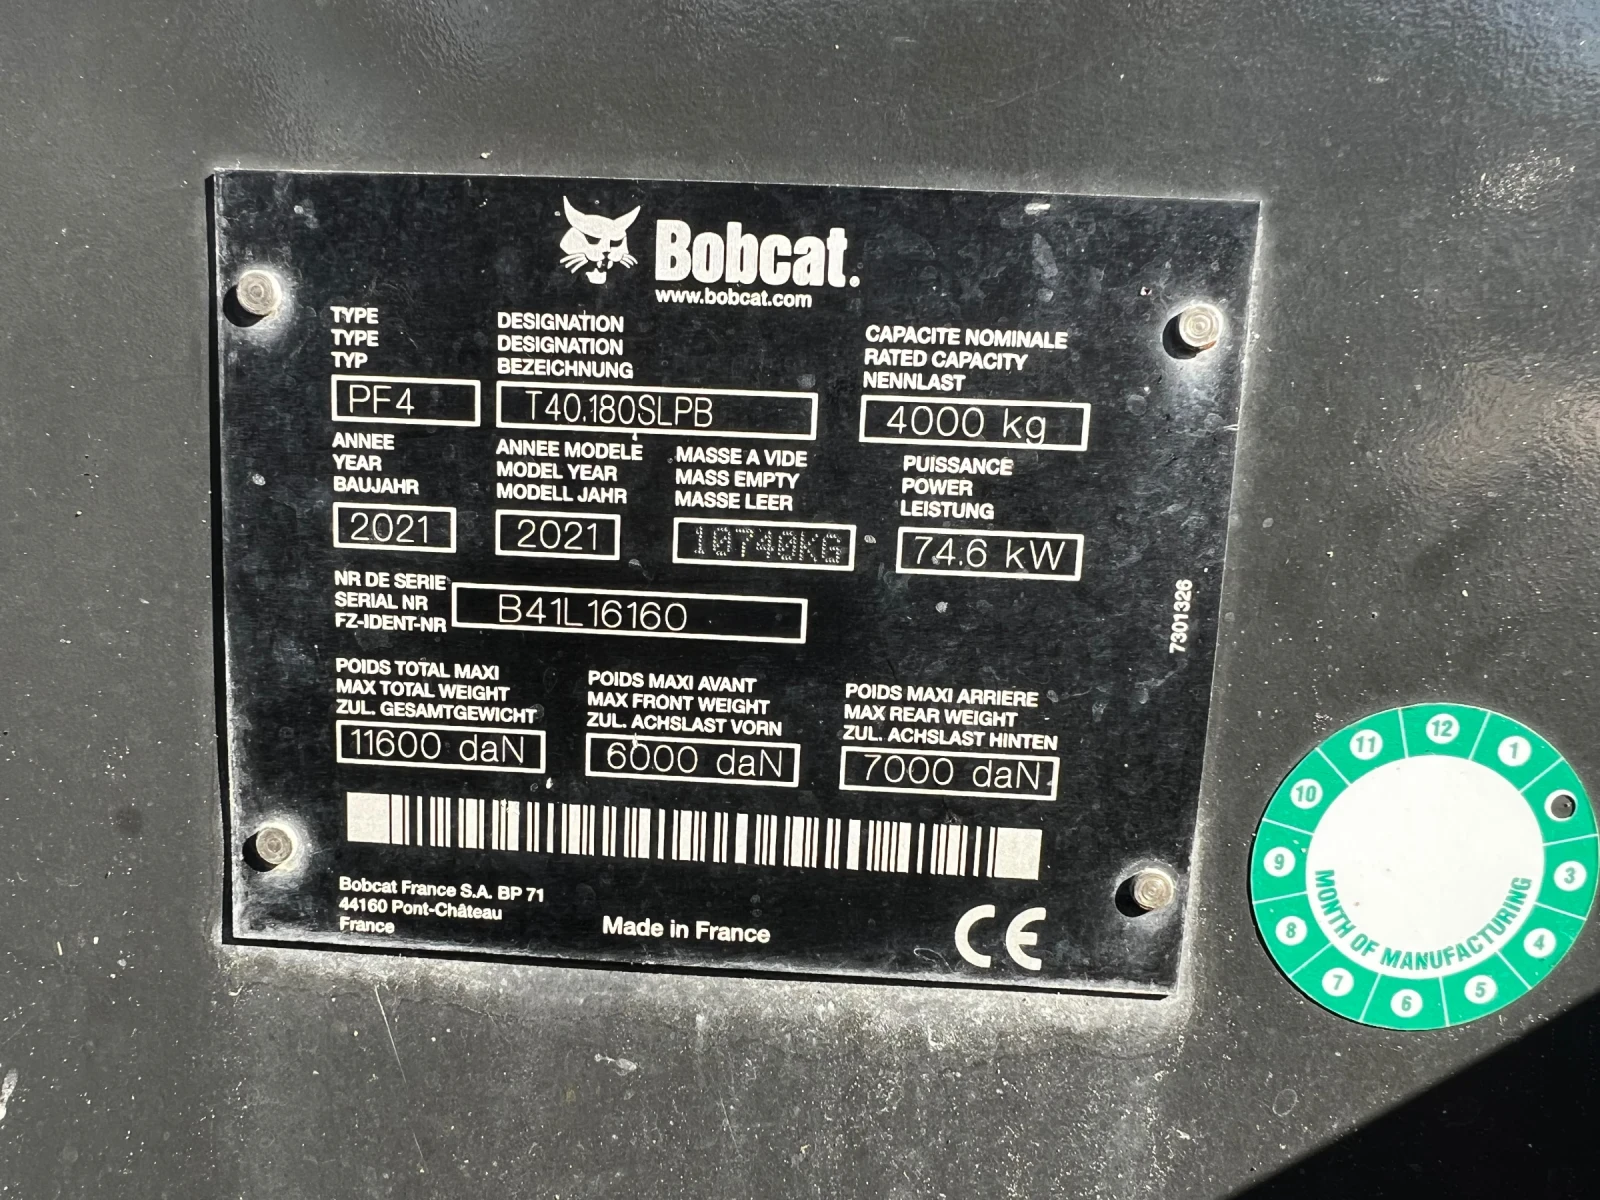 Bobcat.
www.bobcat.com
TYPE
TYPE
TYP
PF4
DESIGNATION
DESIGNATION
BEZEICHNUNG
T40.180SLPB
CAPACITE NOMINALE
RATED CAPACITY
NENNLAST
4000 kg
ANNEE
YEAR
BAUJAHR
2021
ANNEE MODELE
MODEL YEAR
MODELL JAHR
2021
MASSE A VIDE
MASS EMPTY
MASSE LEER
10740KG
PUISSANCE
POWER
LEISTUNG
74.6 kW
NR DE SERIE
SERIAL NR
FZ-IDENT-NR
B41L16160
7301326
POIDS TOTAL MAXI
MAX TOTAL WEIGHT
ZUL. GESAMTGEWICHT
11600 daN
POIDS MAXI AVANT
MAX FRONT WEIGHT
ZUL. ACHSLAST VORN
6000 daN
POIDS MAXI ARRIERE
MAX REAR WEIGHT
ZUL. ACHSLAST HINTEN
7000 daN
Bobcat France S.A. BP 71
44160 Pont-Château
France
Made in France
CE
12
1
3
4
5
6
7
8
9
10
11
MONTH OF MANUFACTURING